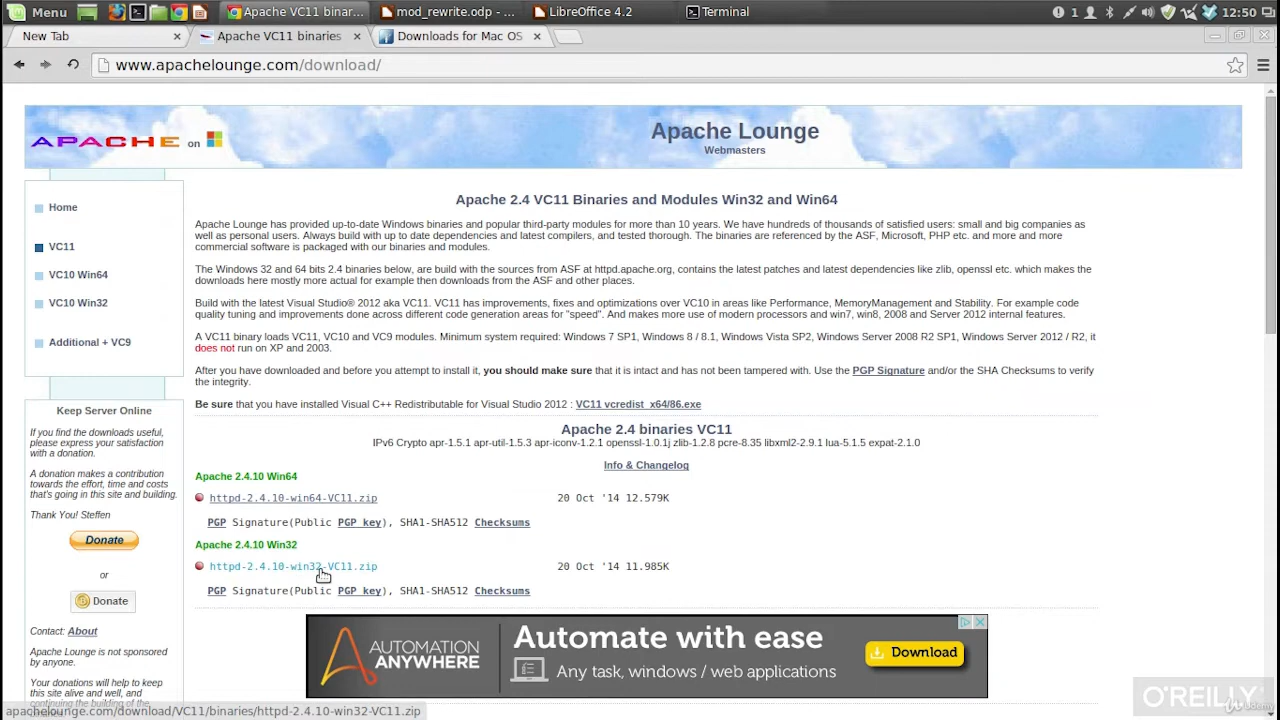 Menu
Apache VC11 binar...
mod_rewrite.odp - ...
LibreOffice 4.2
Terminal
1
12:50
New Tab
Apache VC11 binaries
Downloads for Mac OS
www.apachelounge.com/download/
APACHE on
Apache Lounge
Webmasters
Home
VC11
VC10 Win64
VC10 Win32
Additional + VC9
Keep Server Online
If you find the downloads useful,
please express your satisfaction
with a donation.
A donation makes a contribution
towards the effort, time and costs
that's going in this site and building.
Thank You! Steffen
Donate
or
Donate
Contact: About
Apache Lounge is not sponsored
by anyone.
Your donations will help to keep
this site alive and well, and
continuing the building of the
Apache 2.4 VC11 Binaries and Modules Win32 and Win64
Apache Lounge has provided up-to-date Windows binaries and popular third-party modules for more than 10 years. We have hundreds of thousands of satisfied users: small and big companies as
well as personal users. Always build with up to date dependencies and latest compilers, and tested thorough. The binaries are referenced by the ASF, Microsoft, PHP etc. and more and more
commercial software is packaged with our binaries and modules.
The Windows 32 and 64 bits 2.4 binaries below, are build with the sources from ASF at httpd.apache.org, contains the latest patches and latest dependencies like zlib, openssl etc. which makes the
downloads here mostly more actual for example then downloads from the ASF and other places.
Build with the latest Visual Studio® 2012 aka VC11. VC11 has improvements, fixes and optimizations over VC10 in areas like Performance, MemoryManagement and Stability. For example code
quality tuning and improvements done across different code generation areas for "speed". And makes more use of modern processors and win7, win8, 2008 and Server 2012 internal features.
A VC11 binary loads VC11, VC10 and VC9 modules. Minimum system required: Windows 7 SP1, Windows 8 / 8.1, Windows Vista SP2, Windows Server 2008 R2 SP1, Windows Server 2012 / R2, it
does not run on XP and 2003.
After you have downloaded and before you attempt to install it, you should make sure that it is intact and has not been tampered with. Use the PGP Signature and/or the SHA Checksums to verify
the integrity.
Be sure that you have installed Visual C++ Redistributable for Visual Studio 2012 : VC11 vcredist_x64/86.exe
Apache 2.4 binaries VC11
IPv6 Crypto apr-1.5.1 apr-util-1.5.3 apr-iconv-1.2.1 openssl-1.0.1j zlib-1.2.8 pcre-8.35 libxml2-2.9.1 lua-5.1.5 expat-2.1.0
Info & Changelog
Apache 2.4.10 Win64
httpd-2.4.10-win64-VC11.zip 20 Oct '14 12.579K
PGP Signature(Public PGP key), SHA1-SHA512 Checksums
Apache 2.4.10 Win32
httpd-2.4.10-win32-VC11.zip 20 Oct '14 11.985K
PGP Signature(Public PGP key), SHA1-SHA512 Checksums
AUTOMATION
ANYWHERE
Automate with ease
Any task, windows / web applications
Download
apachelounge.com/download/VC11/binaries/httpd-2.4.10-win32-VC11.zip
O'REILLY
Udemy